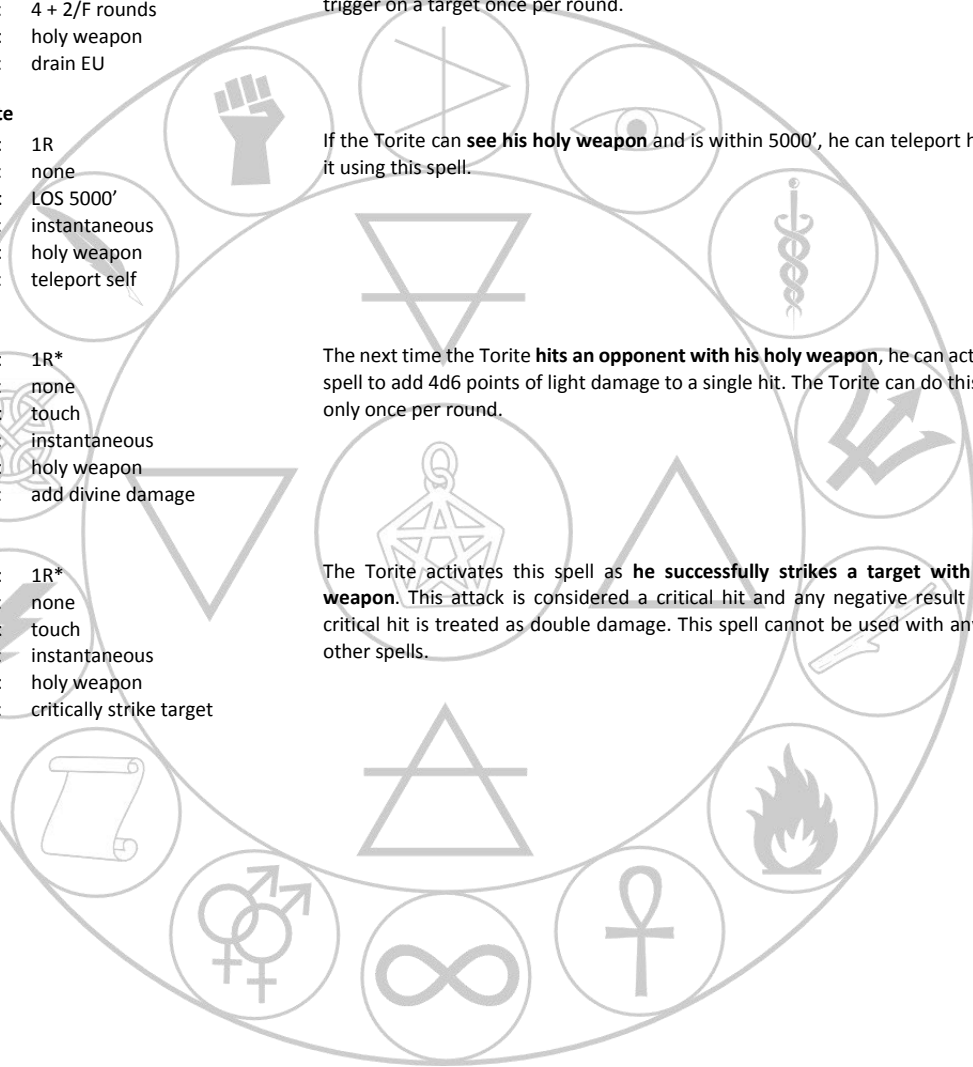 : 4 + 2/F rounds
: holy weapon
: drain EU
trigger on a target once per round.
: 1R
: none
: LOS 5000’
: instantaneous
: holy weapon
: teleport self
If the Torite can see his holy weapon and is within 5000’, he can teleport
it using this spell.
: 1R*
: none
: touch
: instantaneous
: holy weapon
: add divine damage
The next time the Torite hits an opponent with his holy weapon, he can
spell to add 4d6 points of light damage to a single hit. The Torite can do this
only once per round.
: 1R*
: none
: touch
: instantaneous
: holy weapon
: critically strike target
The Torite activates this spell as he successfully strikes a target with
weapon. This attack is considered a critical hit and any negative result
critical hit is treated as double damage. This spell cannot be used with
other spells.